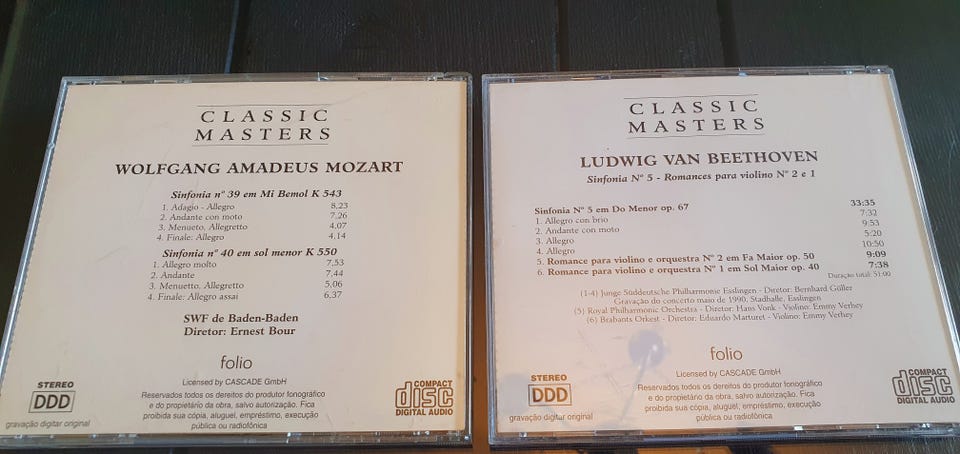 CLASSIC
MASTERS
WOLFGANG AMADEUS MOZART
Sinfonia nº 39 em Mi Bemol K 543
1. Adagio - Allegro 8,23
2. Andante con moto 7,26
3. Menueto, Allegretto 4,07
4. Finale: Allegro 4,14
Sinfonia nº 40 em sol menor K 550
1. Allegro molto 7,53
2. Andante 7,44
3. Menuetto, Allegretto 5,06
4. Finale: Allegro assai 6,37
SWF de Baden-Baden
Diretor: Ernest Bour
folio
Licensed by CASCADE GmbH
STEREO
DDD
gravação digitar original
Reservados todos os dereitos do produtor fonográfico
e do propietário da obra, salvo autorização. Fica
proibida sua cópia, aluguel, empréstimo, execução
pública ou radiofônica
COMPACT
disc
DIGITAL AUDIO
CLASSIC
MASTERS
LUDWIG VAN BEETHOVEN
Sinfonia Nº 5 - Romances para violino Nº 2 e 1
Sinfonia Nº 5 em Do Menor op. 67 33:35
1. Allegro con brio 7:32
2. Andante con moto 9:53
3. Allegro 5:20
4. Allegro 10:50
5. Romance para violino e orquestra Nº 2 em Fa Maior op. 50 9:09
6. Romance para violino e orquestra Nº 1 em Sol Maior op. 40 7:38
Duração total: 51:00
(1-4) Junge Süddeutsche Philharmonie Esslingen - Diretor: Bernhard Güller
Gravação do concerto maio de 1990, Stadhalle, Esslingen
(5) Royal Philharmonic Orchestra - Diretor: Hans Vonk - Violino: Emmy Verhey
(6) Brabants Orkest - Diretor: Eduardo Marturet - Violino: Emmy Verhey
folio
Licensed by CASCADE GmbH
STEREO
DDD
gravação digitar original
Reservados todos os dereitos do produtor fonográfico
e do propietário da obra, salvo autorização. Fica
proibida sua cópia, aluguel, empréstimo, execução
pública ou radiofônica
COMPACT
disc
DIGITAL AUDIO